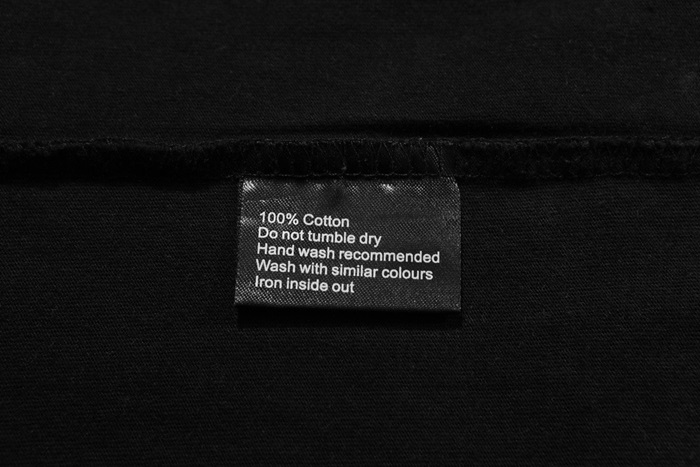 100% Cotton
Do not tumble dry
Hand wash recommended
Wash with similar colours
Iron inside out